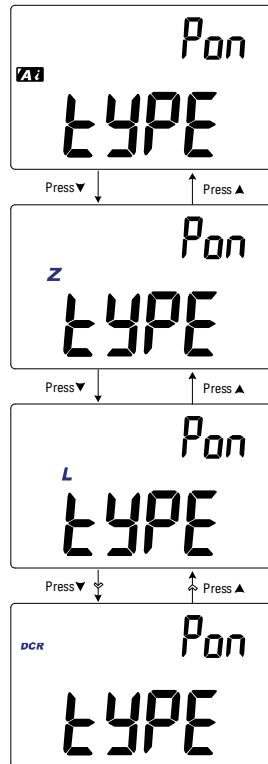 Pon
Ai
tYPE
Press▼ Press▲
Pon
Z
tYPE
Press▼ Press▲
Pon
L
tYPE
Press▼ Press▲
Pon
DCR
tYPE